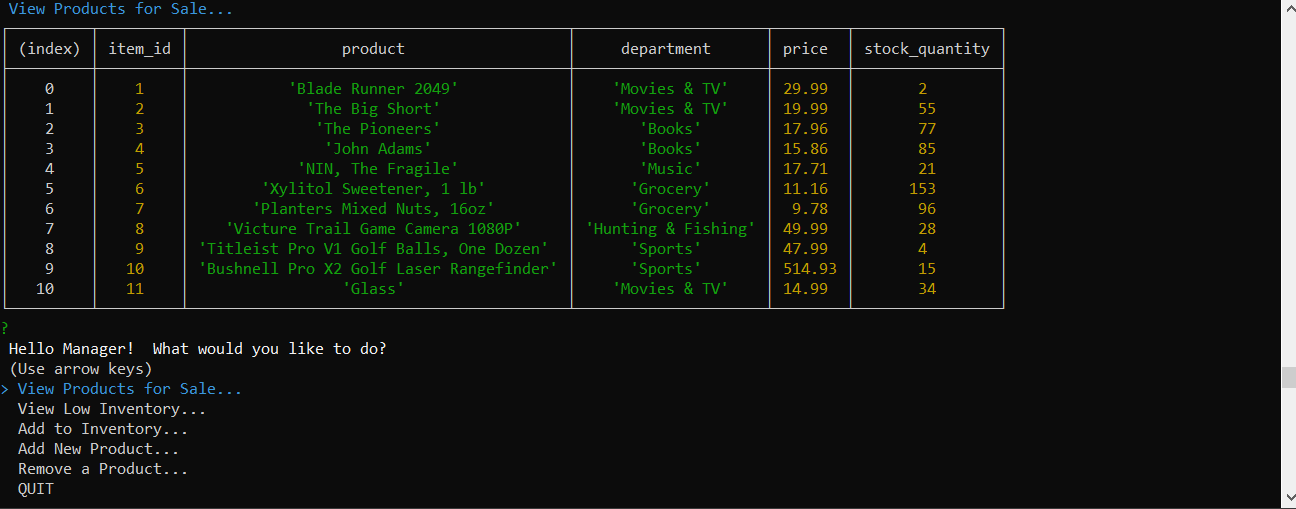 View Products for Sale...
(index) item_id product department price stock_quantity
0 1 'Blade Runner 2049' 'Movies & TV' 29.99 2
1 2 'The Big Short' 'Movies & TV' 19.99 55
2 3 'The Pioneers' 'Books' 17.96 77
3 4 'John Adams' 'Books' 15.86 85
4 5 'NIN, The Fragile' 'Music' 17.71 21
5 6 'Xylitol Sweetener, 1 lb' 'Grocery' 11.16 153
6 7 'Planters Mixed Nuts, 16oz' 'Grocery' 9.78 96
7 8 'Victure Trail Game Camera 1080P' 'Hunting & Fishing' 49.99 28
8 9 'Titleist Pro V1 Golf Balls, One Dozen' 'Sports' 47.99 4
9 10 'Bushnell Pro X2 Golf Laser Rangefinder' 'Sports' 514.93 15
10 11 'Glass' 'Movies & TV' 14.99 34
?
Hello Manager!  What would you like to do?
(Use arrow keys)
> View Products for Sale...
View Low Inventory...
Add to Inventory...
Add New Product...
Remove a Product...
QUIT